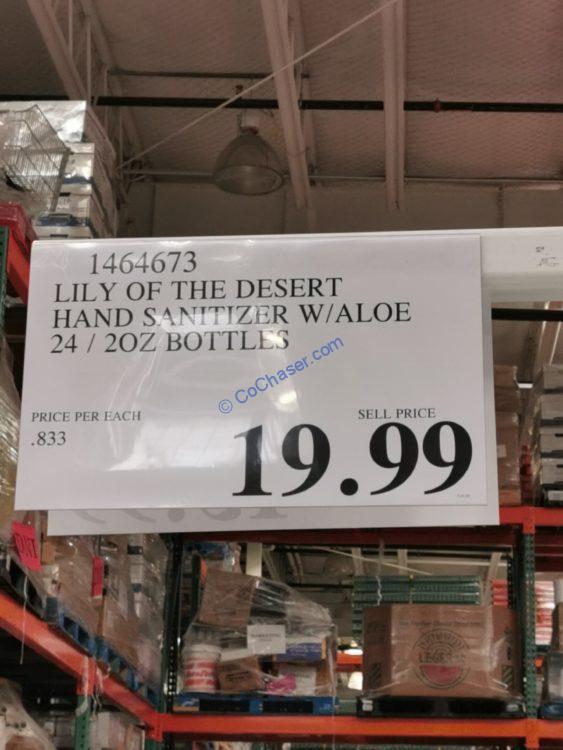 1464673
LILY OF THE DESERT
HAND SANITIZER W/ALOE
24 / 2OZ BOTTLES
© CoChaser.com
PRICE PER EACH
SELL PRICE
.833
19.99